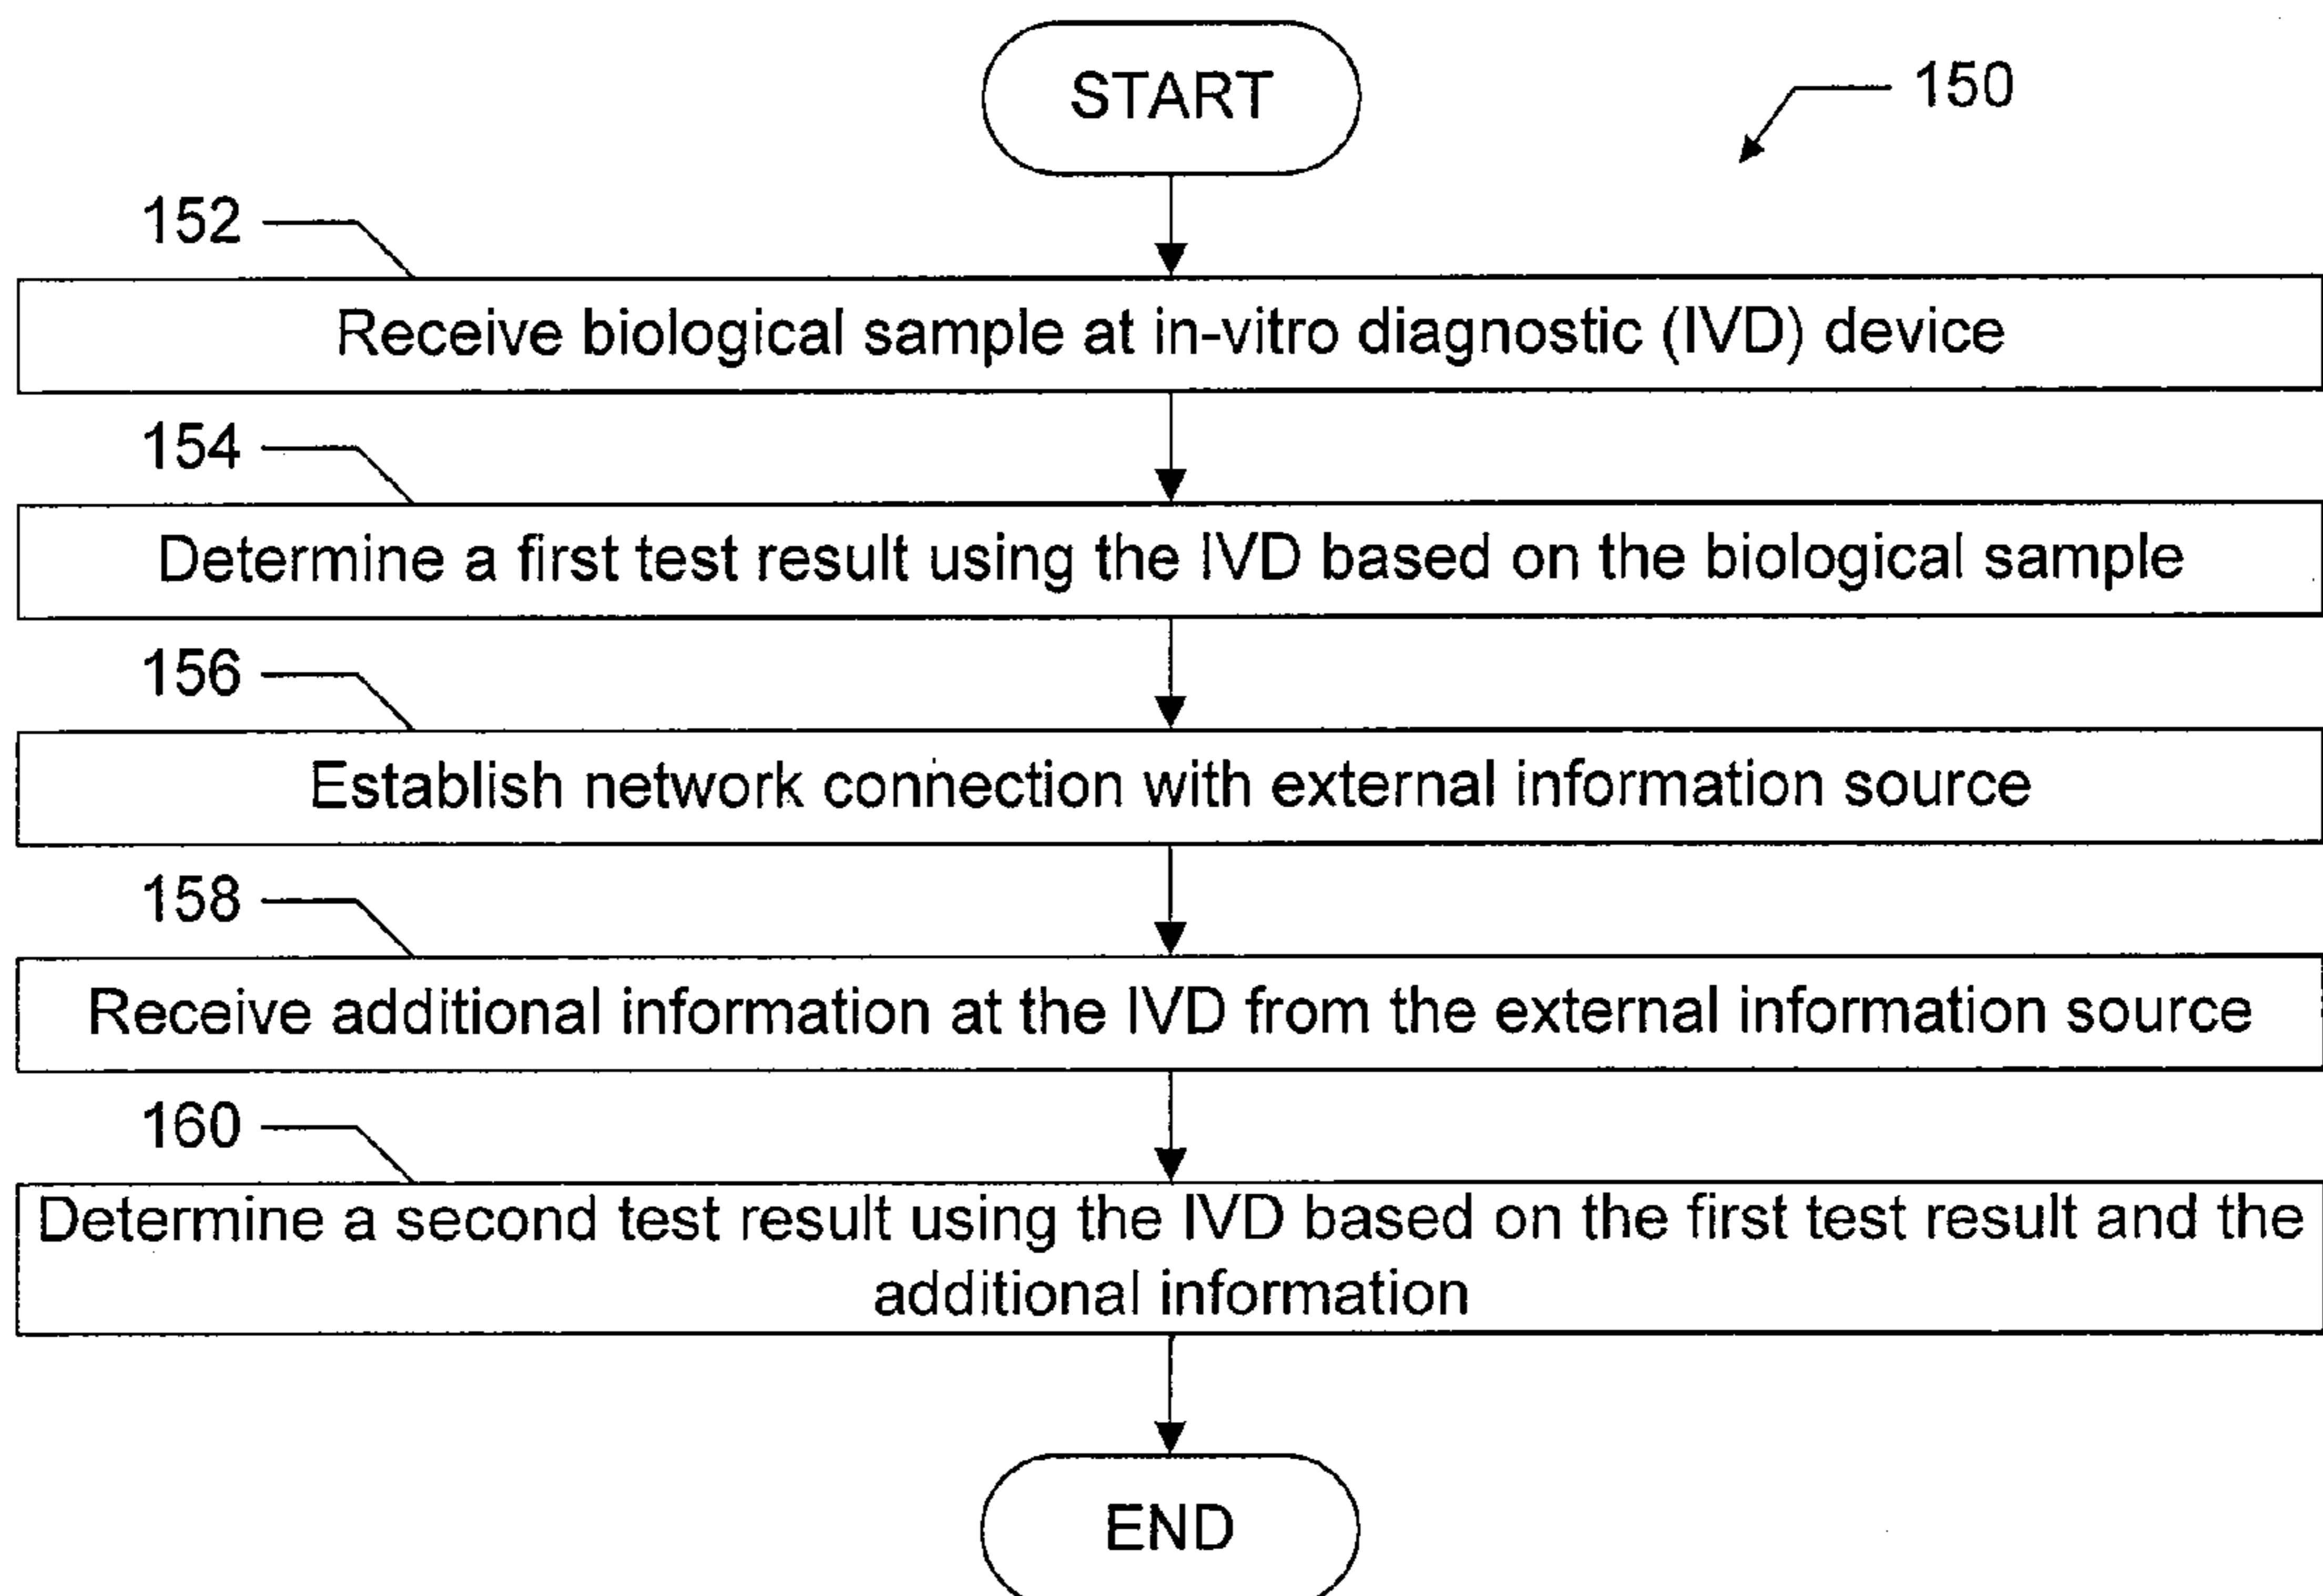 START
150
152
Receive biological sample at in-vitro diagnostic (IVD) device
154
Determine a first test result using the IVD based on the biological sample
156
Establish network connection with external information source
158
Receive additional information at the IVD from the external information source
160
Determine a second test result using the IVD based on the first test result and the
additional information
END